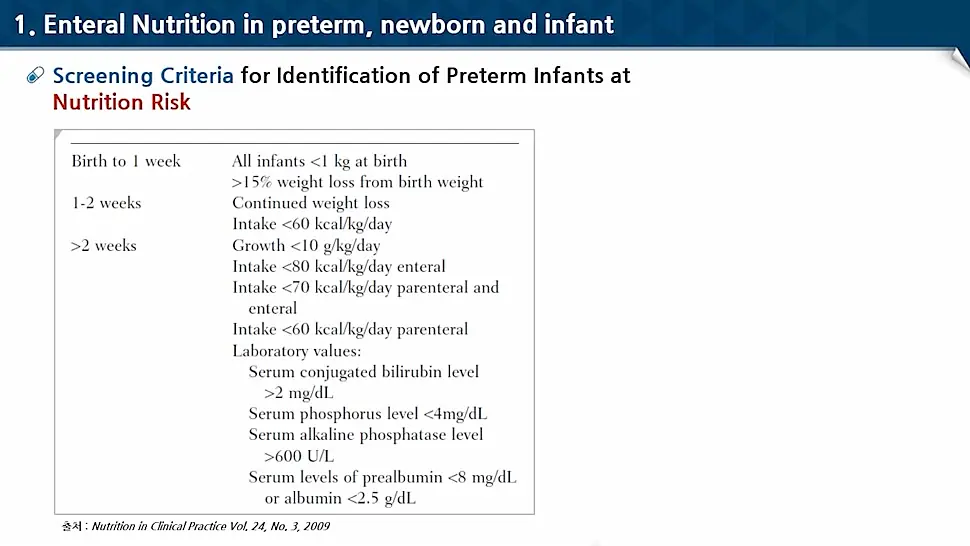 1. Enteral Nutrition in preterm, newborn and infant
Screening Criteria for Identification of Preterm Infants at
Nutrition Risk
Birth to 1 week All infants <1 kg at birth
>15% weight loss from birth weight
1-2 weeks Continued weight loss
Intake <60 kcal/kg/day
>2 weeks Growth <10 g/kg/day
Intake <80 kcal/kg/day enteral
Intake <70 kcal/kg/day parenteral and
enteral
Intake <60 kcal/kg/day parenteral
Laboratory values:
Serum conjugated bilirubin level
>2 mg/dL
Serum phosphorus level <4mg/dL
Serum alkaline phosphatase level
>600 U/L
Serum levels of prealbumin <8 mg/dL
or albumin <2.5 g/dL
출처 : Nutrition in Clinical Practice Vol. 24, No. 3, 2009